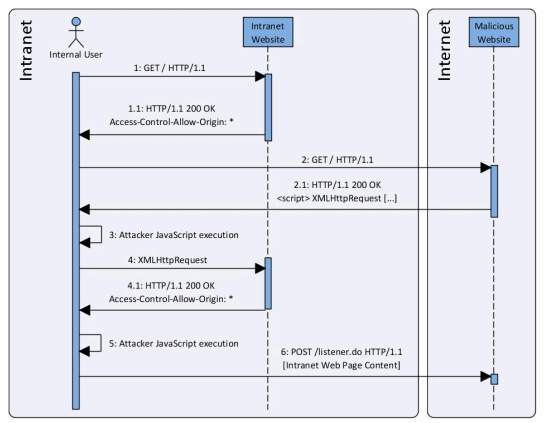 Intranet
Internet
Internal User
Intranet
Website
Malicious
Website
1: GET / HTTP/1.1
1.1: HTTP/1.1 200 OK
Access-Control-Allow-Origin: *
2: GET / HTTP/1.1
2.1: HTTP/1.1 200 OK
<script> XMLHttpRequest [...]
3: Attacker JavaScript execution
4: XMLHttpRequest
4.1: HTTP/1.1 200 OK
Access-Control-Allow-Origin: *
5: Attacker JavaScript execution
6: POST /listener.do HTTP/1.1
[Intranet Web Page Content]